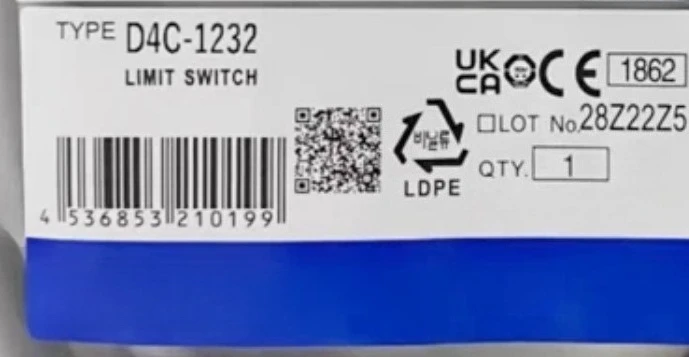 TYPE D4C-1232
LIMIT SWITCH
UK
CA
CE
1862
LOT No. 28Z22Z5
QTY. 1
비닐류
LDPE
4 536853 210199